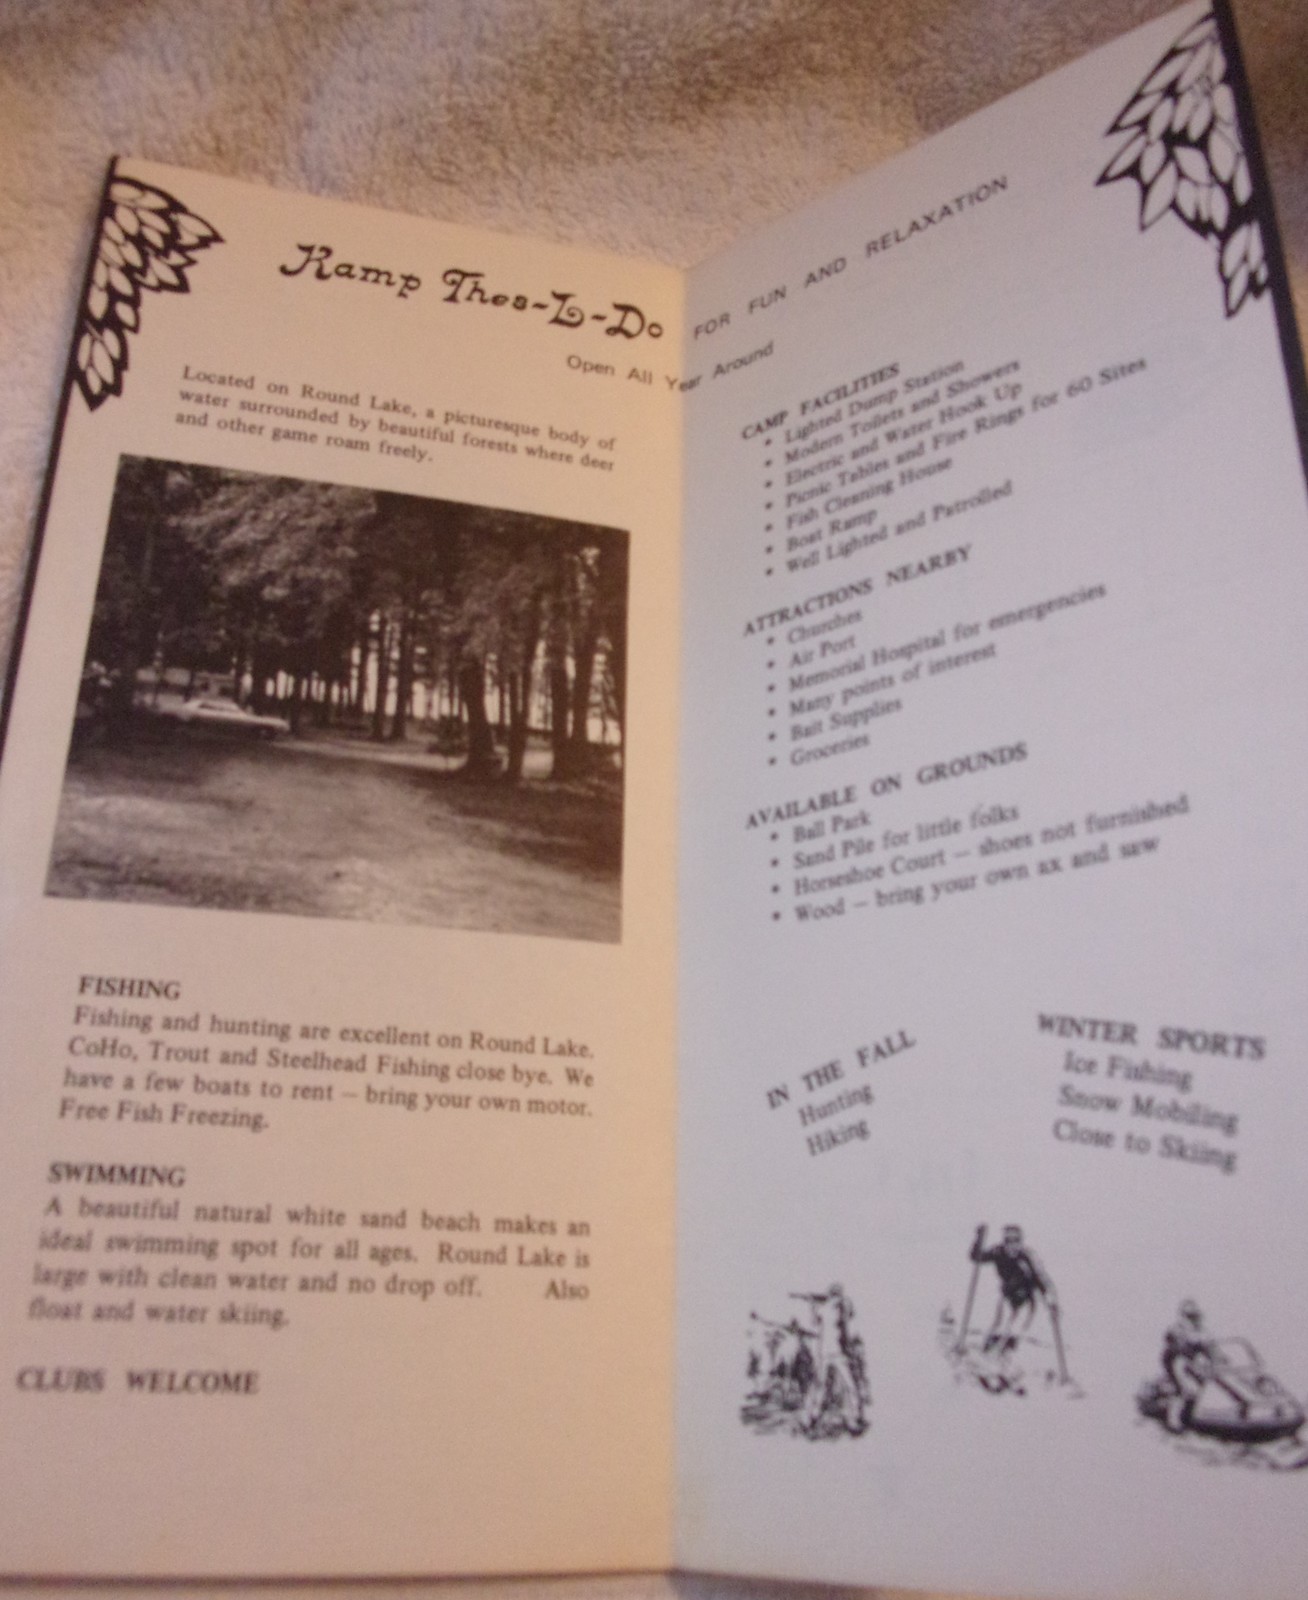 Kamp Thes-L-Do
FOR FUN AND RELAXATION
Open All Year Around
Located on Round Lake, a picturesque body of
water surrounded by beautiful forests where deer
and other game roam freely.
FISHING
Fishing and hunting are excellent on Round Lake.
CoHo, Trout and Steelhead Fishing close bye. We
have a few boats to rent — bring your own motor.
Free Fish Freezing.
SWIMMING
A beautiful natural white sand beach makes an
ideal swimming spot for all ages. Round Lake is
large with clean water and no drop off. Also
float and water skiing.
CLUBS WELCOME
CAMP FACILITIES
• Lighted Dump Station
• Modern Toilets and Showers
• Electric and Water Hook Up
• Picnic Tables and Fire Rings for 60 Sites
• Fish Cleaning House
• Boat Ramp
• Well Lighted and Patrolled
ATTRACTIONS NEARBY
• Churches
• Air Port
• Memorial Hospital for emergencies
• Many points of interest
• Bait Supplies
• Groceries
AVAILABLE ON GROUNDS
• Ball Park
• Sand Pile for little folks
• Horseshoe Court — shoes not furnished
• Wood — bring your own ax and saw
IN THE FALL
Hunting
Hiking
WINTER SPORTS
Ice Fishing
Snow Mobiling
Close to Skiing